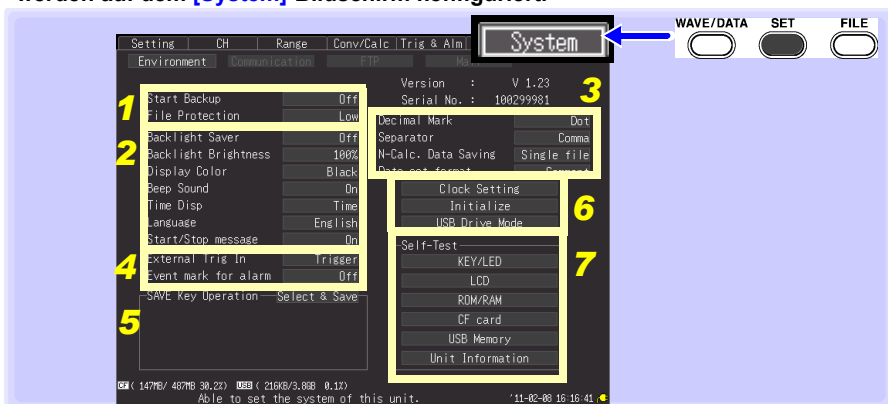 werden auf dem [System]-Bildschirm konfiguriert.
WAVE/DATA SET FILE
Setting CH Range Conv/Calc Trig & Alm System
Environment Communication FTP
Version : V 1.23
Serial No. : 100299981
1
Start Backup Off
File Protection Low
3
Decimal Mark Dot
Separator Comma
N-Calc. Data Saving Single file
2
Backlight Saver Off
Backlight Brightness 100%
Display Color Black
Beep Sound On
Time Disp Time
Language English
Start/Stop message On
6
Clock Setting
Initialize
USB Drive Mode
4
External Trig In Trigger
Event mark for alarm Off
5
SAVE Key Operation Select & Save
7
Self-Test
KEY/LED
LCD
ROM/RAM
CF card
USB Memory
Unit Information
CF ( 147MB/ 487MB 30.2%) USB ( 216KB/3.8GB 0.1%)
Able to set the system of this unit. '11-02-08 16:16:41